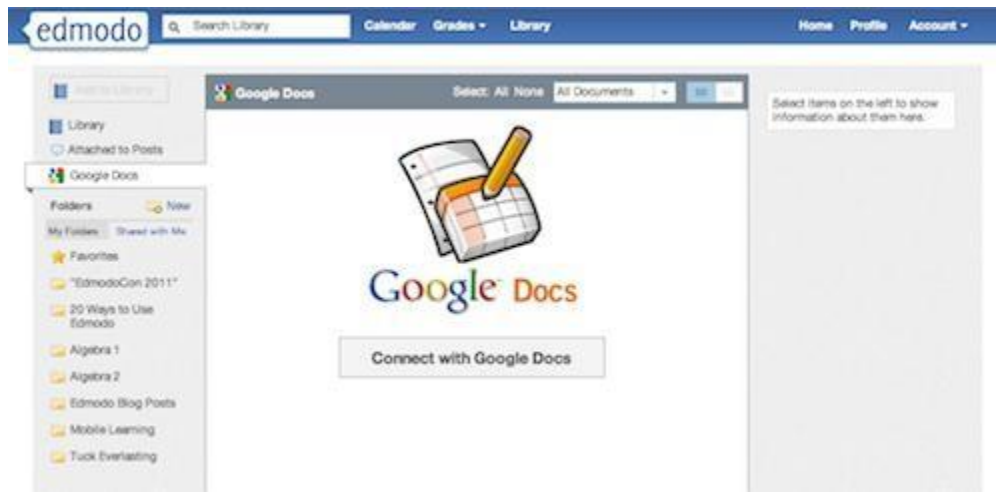 edmodo
Search Library
Calendar Grades Library
Home Profile Account
Add to Library
Library
Attached to Posts
Google Docs
Folders New
My Folders Shared with Me
Favorites
"EdmodoCon 2011"
20 Ways to Use
Edmodo
Algebra 1
Algebra 2
Edmodo Blog Posts
Mobile Learning
Tuck Everlasting
Google Docs Select: All None All Documents
Google Docs
Connect with Google Docs
Select items on the left to show
information about them here.